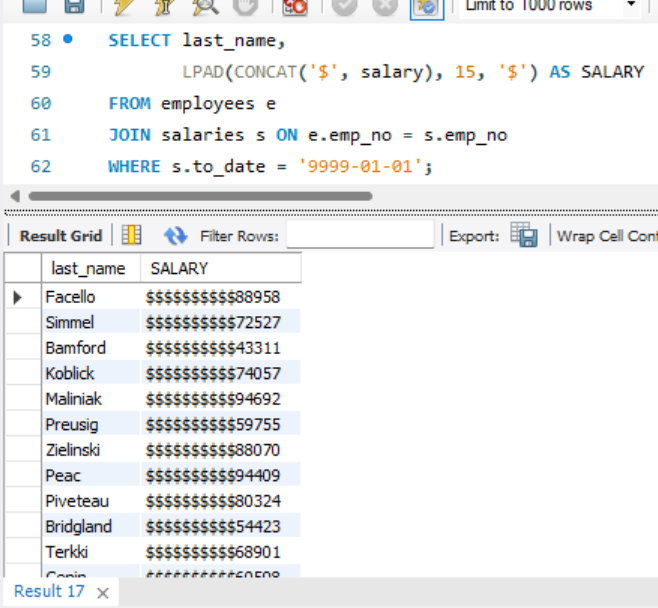 Limit to 1000 rows
58 SELECT last_name,
59 LPAD(CONCAT('$', salary), 15, '$') AS SALARY
60 FROM employees e
61 JOIN salaries s ON e.emp_no = s.emp_no
62 WHERE s.to_date = '9999-01-01';
Result Grid Filter Rows: Export: Wrap Cell Con
last_name SALARY
Facello $$$$$$$$$$88958
Simmel $$$$$$$$$$72527
Bamford $$$$$$$$$$43311
Koblick $$$$$$$$$$74057
Maliniak $$$$$$$$$$94692
Preusig $$$$$$$$$$59755
Zielinski $$$$$$$$$$88070
Peac $$$$$$$$$$94409
Piveteau $$$$$$$$$$80324
Bridgland $$$$$$$$$$54423
Terkki $$$$$$$$$$68901
Result 17